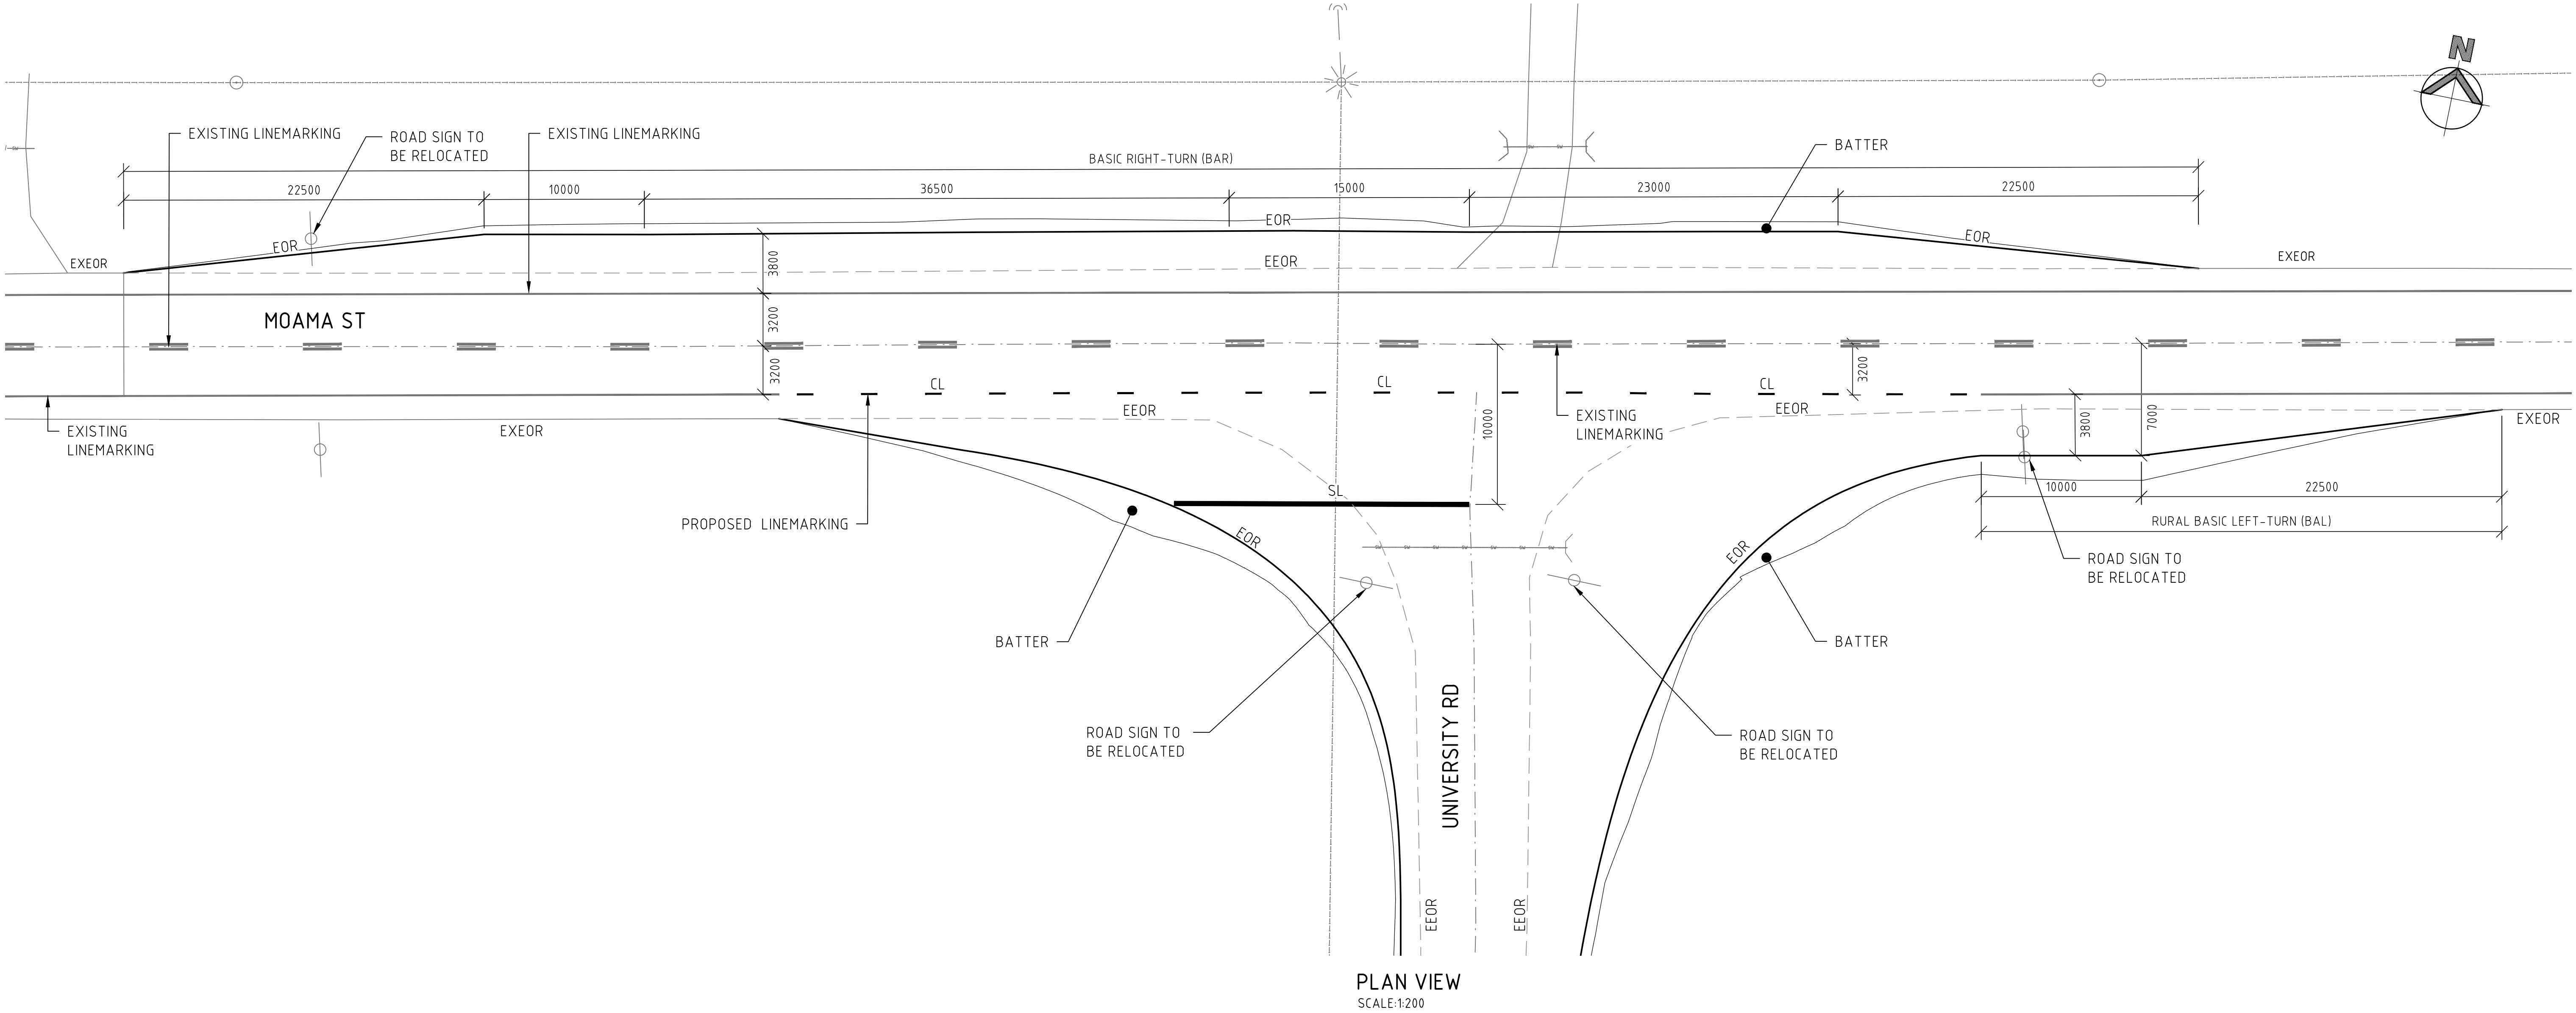 N
EXISTING LINEMARKING
ROAD SIGN TO
BE RELOCATED
EXISTING LINEMARKING
BATTER
BASIC RIGHT-TURN (BAR)
22500
10000
36500
15000
23000
22500
EOR
EOR
EOR
EXEOR
EEOR
EXEOR
3800
MOAMA ST
3200
3200
3200
CL
CL
CL
EEOR
EEOR
EXISTING
LINEMARKING
EXEOR
10000
EXISTING
LINEMARKING
3800
7000
EXEOR
SL
PROPOSED LINEMARKING
EOR
EOR
10000
22500
RURAL BASIC LEFT-TURN (BAL)
ROAD SIGN TO
BE RELOCATED
BATTER
BATTER
ROAD SIGN TO
BE RELOCATED
UNIVERSITY RD
ROAD SIGN TO
BE RELOCATED
EEOR
EEOR
PLAN VIEW
SCALE:1:200